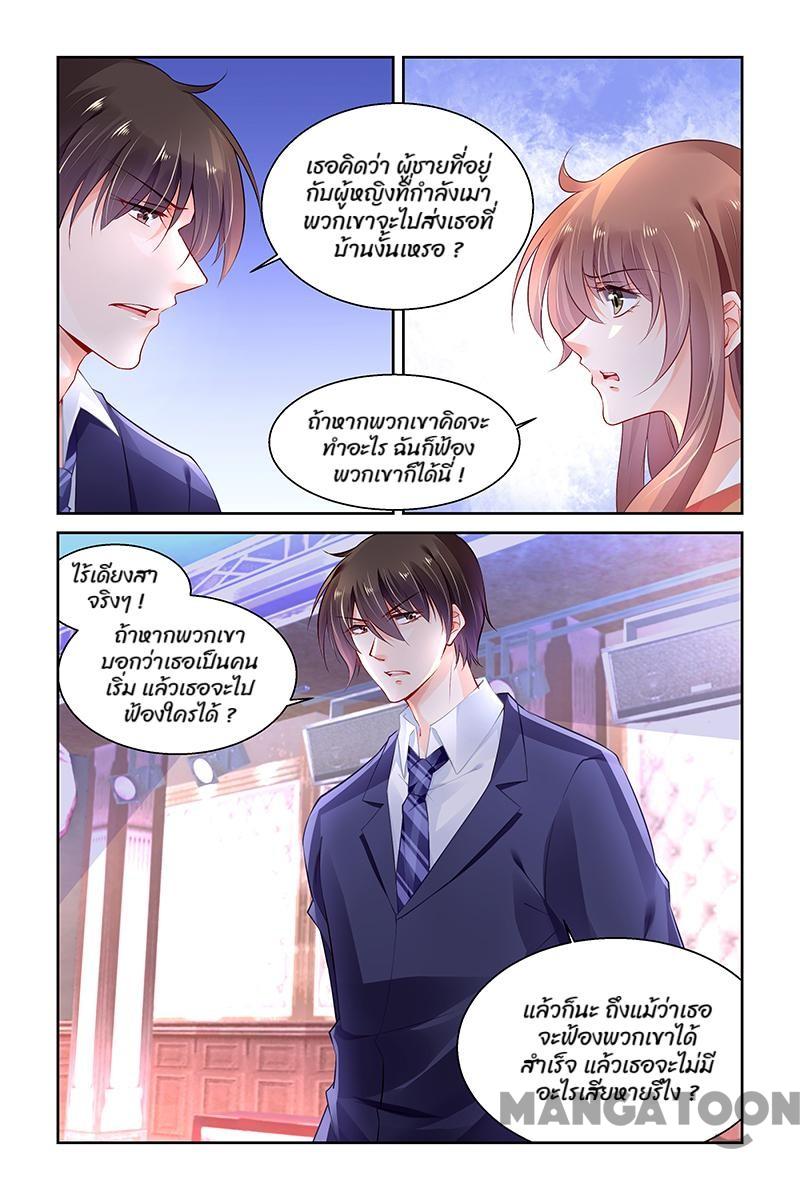 เธอคิดว่า ผู้ชายที่อยู่
กับผู้หญิงที่กำลังเมา
พวกเขาจะไปส่งเธอที่
บ้านงั้นเหรอ ?
ถ้าหากพวกเขาคิดจะ
ทำอะไร ฉันก็ฟ้อง
พวกเขาก็ได้นี่ !
ไร้เดียงสา
จริงๆ !
ถ้าหากพวกเขา
บอกว่าเธอเป็นคน
เริ่ม แล้วเธอจะไป
ฟ้องใครได้ ?
แล้วก็นะ ถึงแม้ว่าเธอ
จะฟ้องพวกเขาได้
สำเร็จ แล้วเธอจะไม่มี
อะไรเสียหายรึไง ?
MANGATOON